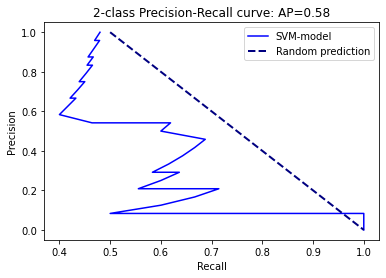 2-class Precision-Recall curve: AP=0.58
SVM-model
Random prediction
Precision
1.0
0.8
0.6
0.4
0.2
0.0
0.4
0.5
0.6
0.7
0.8
0.9
1.0
Recall